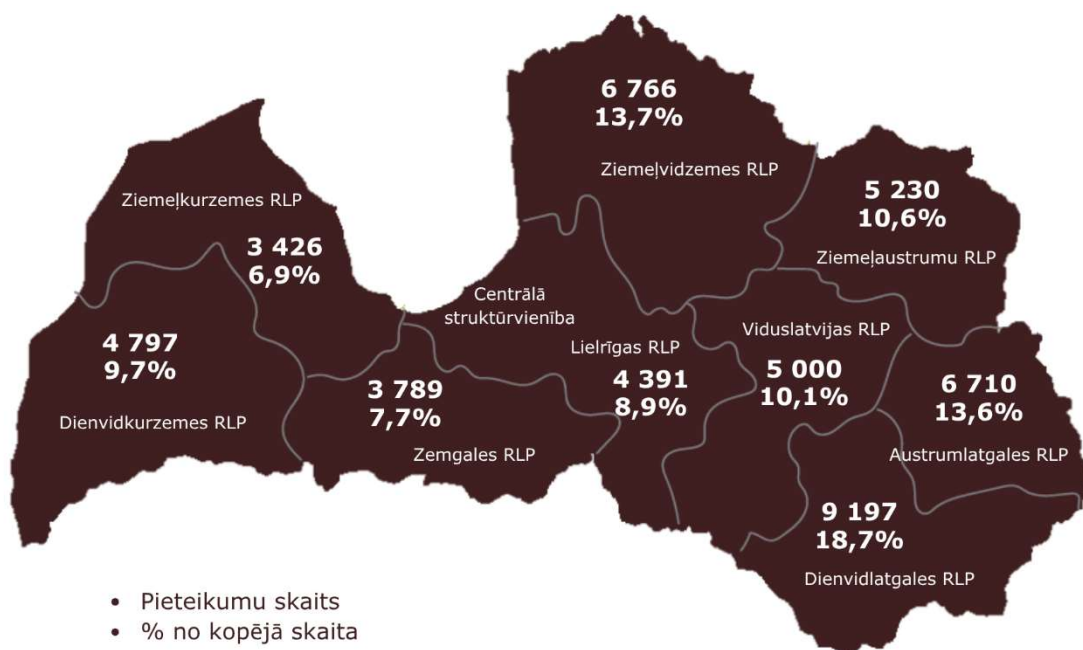 6 766
13,7%
Ziemeļvidzemes RLP
5 230
10,6%
Ziemeļaustrumu RLP
Ziemeļkurzemes RLP
3 426
6,9%
Centrālā
struktūrvienība
Lielrīgas RLP
4 391
8,9%
Viduslatvijas RLP
5 000
10,1%
4 797
9,7%
Dienvidkurzemes RLP
3 789
7,7%
Zemgales RLP
6 710
13,6%
Austrumlatgales RLP
9 197
18,7%
Dienvidlatgales RLP
• Pieteikumu skaits
• % no kopējā skaita